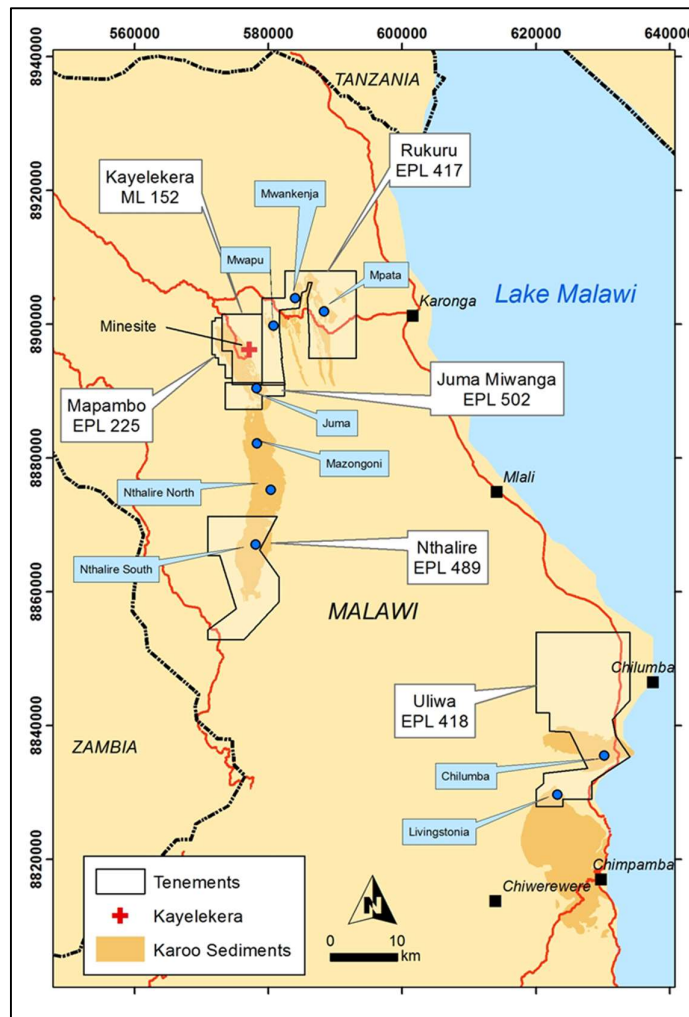 560000
580000
600000
620000
640000
8940000
8920000
8900000
8880000
8860000
8840000
8820000
TANZANIA
Rukuru
EPL 417
Kayelekera
ML 152
Mwankenja
Mwapu
Mpata
Lake Malawi
Karonga
Minesite
Juma Miwanga
EPL 502
Mapambo
EPL 225
Juma
Mazongoni
Mlali
Nthalire North
Nthalire
EPL 489
Nthalire South
MALAWI
Uliwa
EPL 418
Chilumba
ZAMBIA
Chilumba
Livingstonia
Chimpamba
Chiwerewere
Tenements
Kayelekera
Karoo Sediments
N
0 10
km